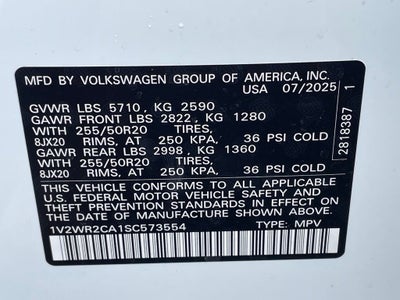 MFD BY VOLKSWAGEN GROUP OF AMERICA, INC.
USA 07/2025
GVWR LBS 5710, KG 2590
GAWR FRONT LBS 2822, KG 1280
WITH 255/50R20 TIRES,
8JX20 RIMS, AT 250 KPA, 36 PSI COLD
GAWR REAR LBS 2998, KG 1360
WITH 255/50R20 TIRES,
8JX20 RIMS, AT 250 KPA, 36 PSI COLD
THIS VEHICLE CONFORMS TO ALL APPLICABLE
U.S. FEDERAL MOTOR VEHICLE SAFETY AND
THEFT PREVENTION STANDARDS IN EFFECT ON
THE DATE OF MANUFACTURE SHOWN ABOVE.
1V2WR2CA1SC573554 TYPE: MPV
2818387 1